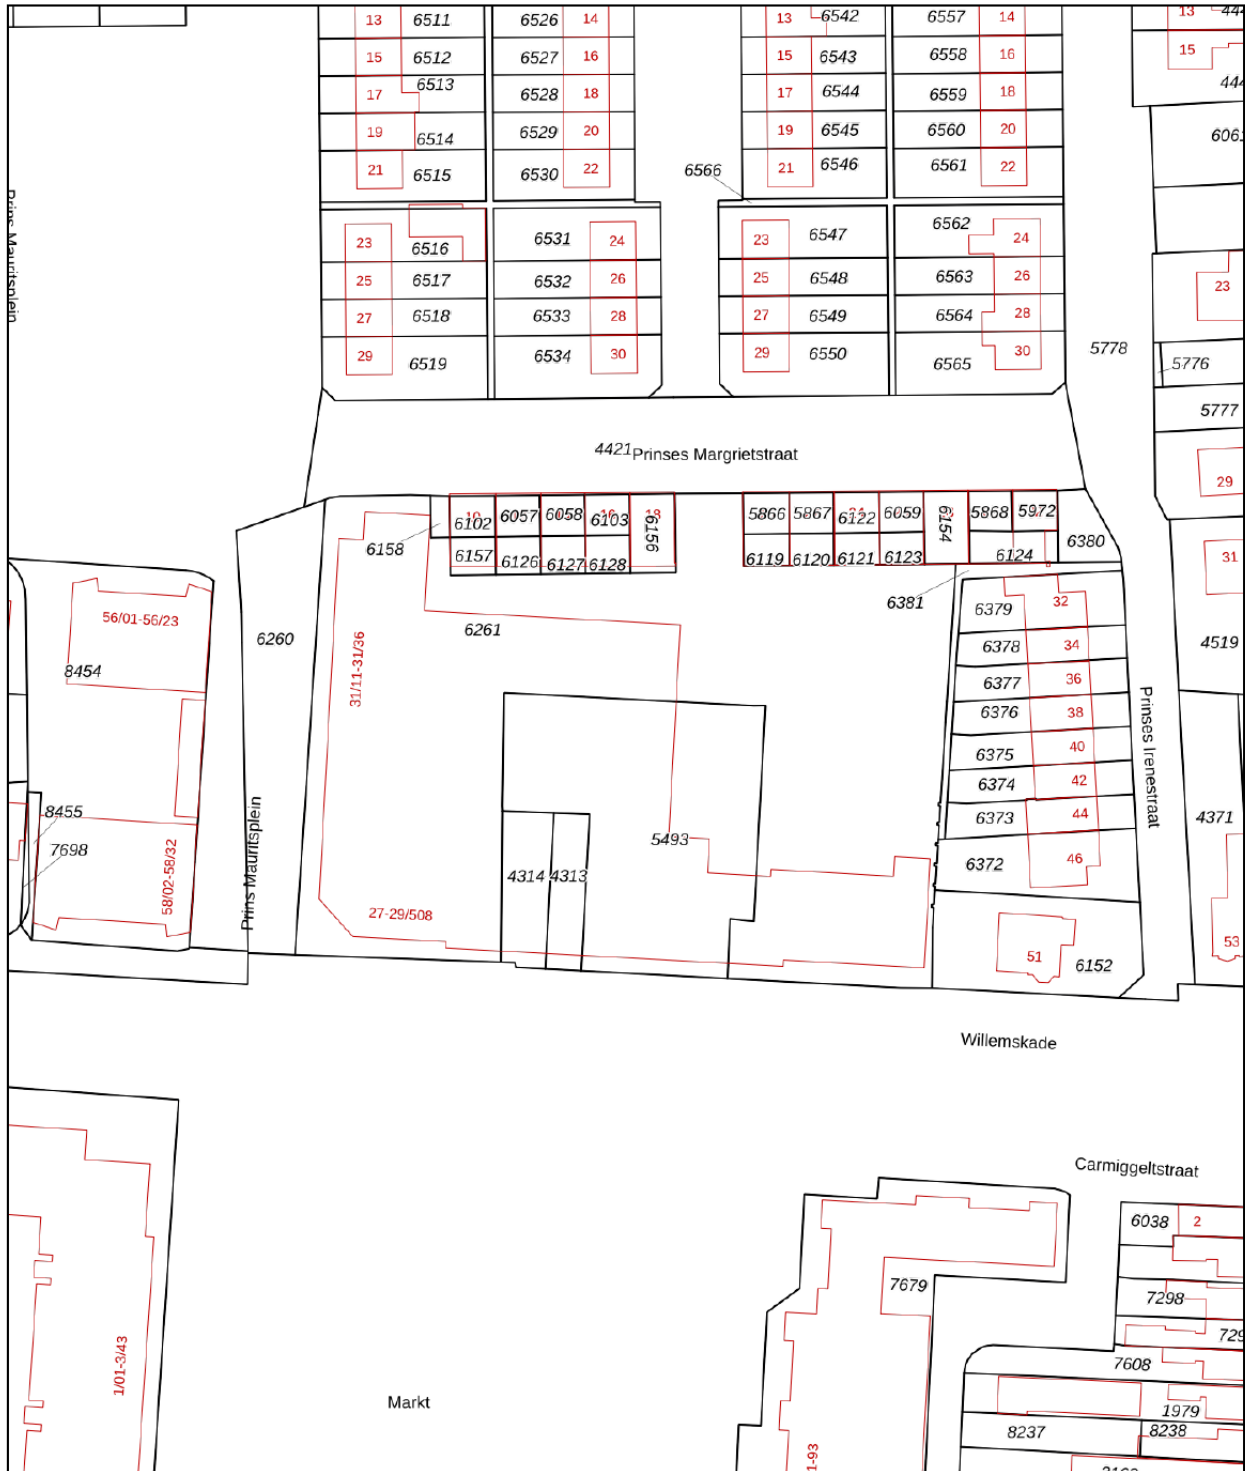 13 6511 6526 14 13 6542 6557 14 13
15 6512 6527 16 15 6543 6558 16 15
17 6513 6528 18 17 6544 6559 18
19 6514 6529 20 19 6545 6560 20
21 6515 6530 22 6566 21 6546 6561 22
Prins Mauritsplein
23 6516 6531 24 23 6547 6562 24
25 6517 6532 26 25 6548 6563 26 23
27 6518 6533 28 27 6549 6564 28
29 6519 6534 30 29 6550 6565 30 5778 5776
5777
4421 Prinses Margrietstraat
29
6102 6057 6058 6103 18 6156 5866 5867 6122 6059 6154 5868 5972
6158 6157 6126 6127 6128 6119 6120 6121 6123 6124 6380
31
6381
56/01-56/23
6260
31/11-31/36
6261
6379 32
8454
6378 34 4519
6377 36
6376 38
Prinses Irenestraat
6375 40
6374 42
8455
Prins Mauritsplein
6373 44 4371
7698
58/02-58/32
4314 4313 5493
6372 46
27-29/508
51 6152 53
Willemskade
Carmiggeltstraat
6038 2
7679
7298
1/01-3/43
7608
Markt
1979
8237 8238